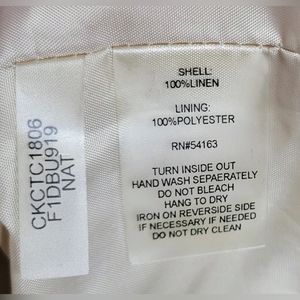 CKCTC1806
F1DBU919
NAT
SHELL:
100%LINEN
LINING:
100%POLYESTER
RN#54163
TURN INSIDE OUT
HAND WASH SEPAERATELY
DO NOT BLEACH
HANG TO DRY
IRON ON REVERSIDE SIDE
IF NECESSARY IF NEEDED
DO NOT DRY CLEAN